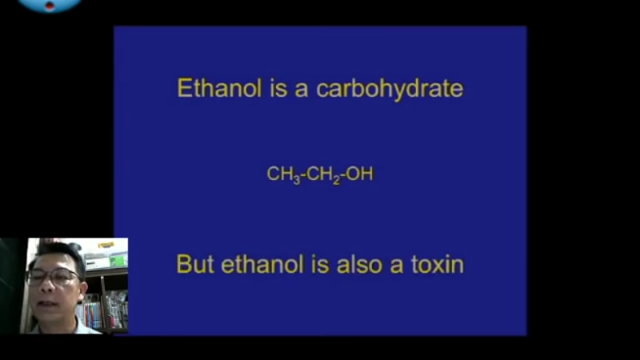 Ethanol is a carbohydrate
CH₃-CH₂-OH
But ethanol is also a toxin